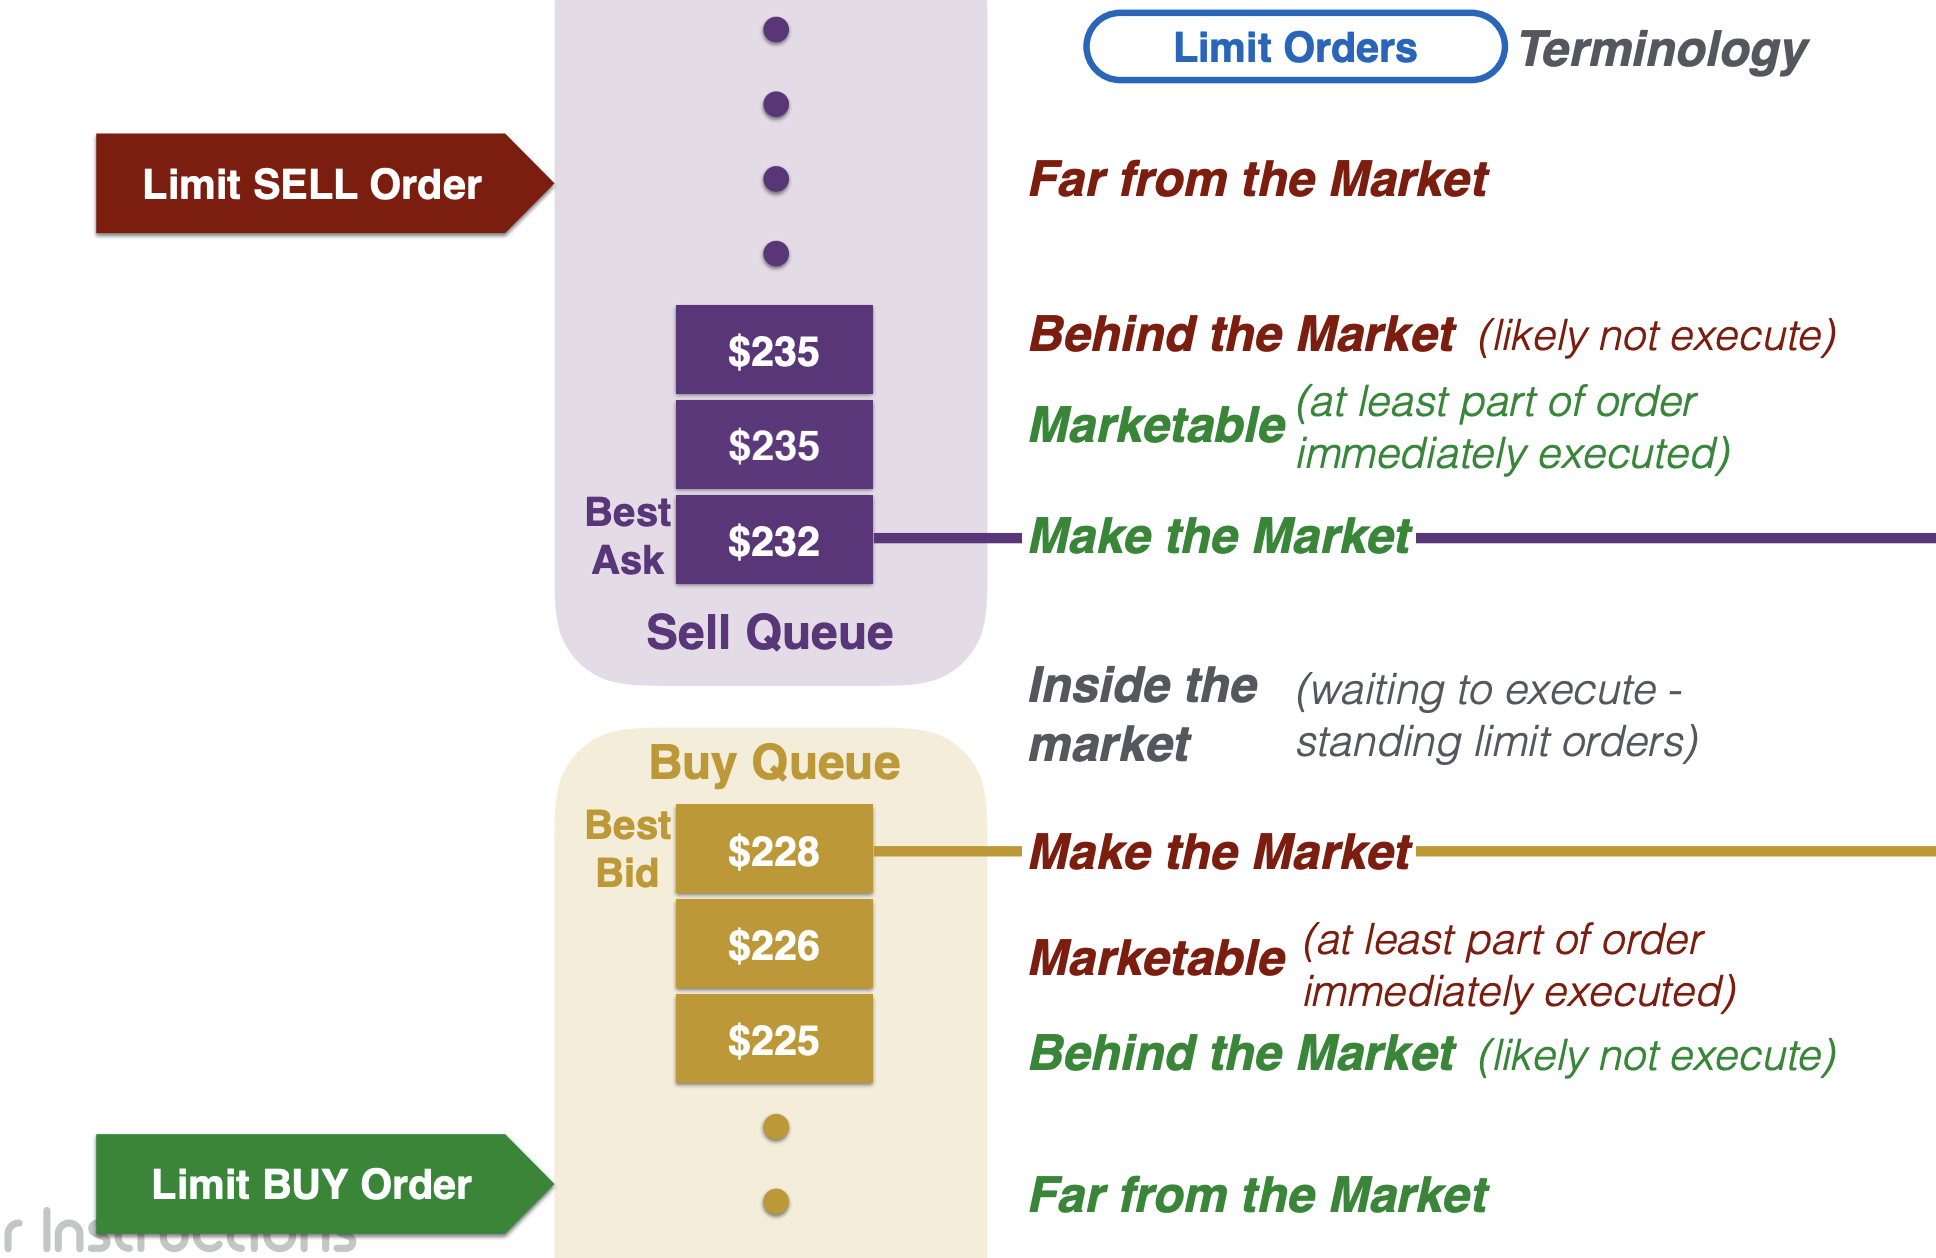 Limit Orders Terminology
Limit SELL Order
Far from the Market
$235
Behind the Market (likely not execute)
$235
Marketable (at least part of order
immediately executed)
Best
Ask
$232
Make the Market
Sell Queue
Inside the
market
(waiting to execute -
standing limit orders)
Buy Queue
Best
Bid
$228
Make the Market
$226
Marketable (at least part of order
immediately executed)
$225
Behind the Market (likely not execute)
Limit BUY Order
Far from the Market
r Instructions